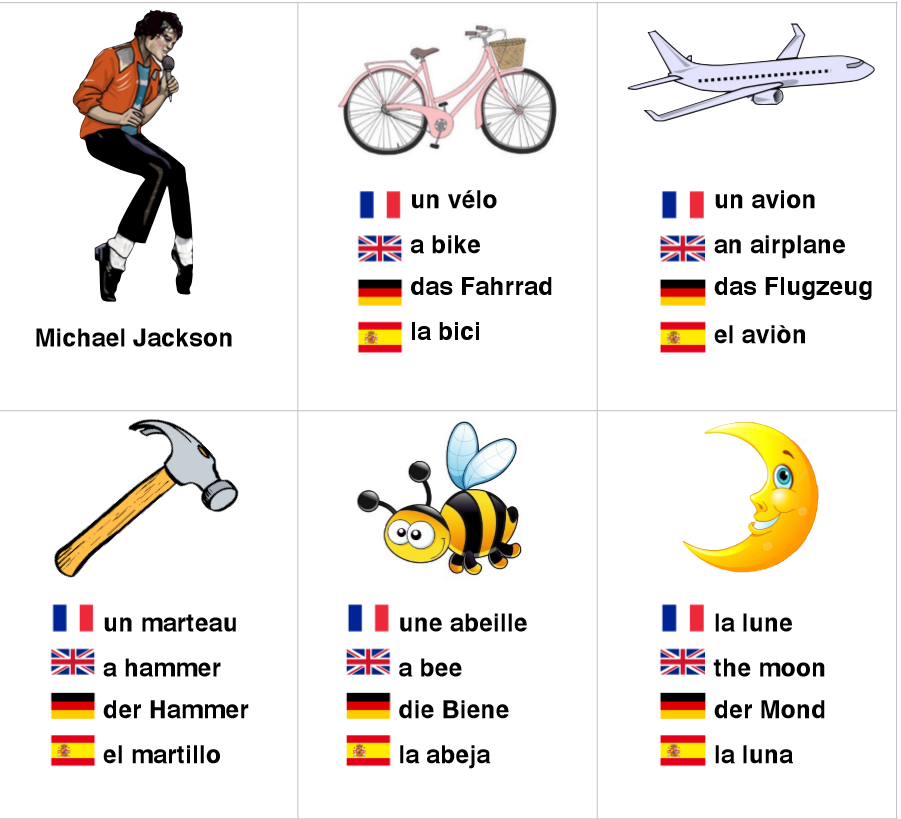 Michael Jackson
un vélo
a bike
das Fahrrad
la bici
un avion
an airplane
das Flugzeug
el aviòn
un marteau
a hammer
der Hammer
el martillo
une abeille
a bee
die Biene
la abeja
la lune
the moon
der Mond
la luna